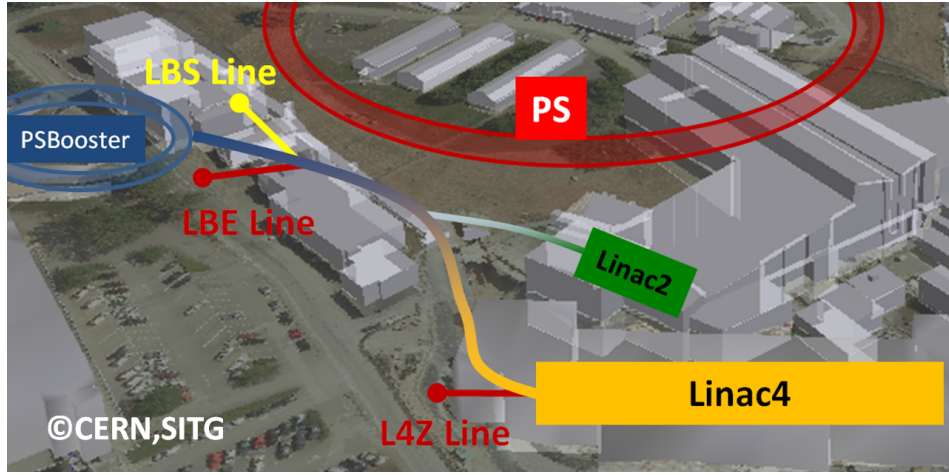 LBS Line
PS
PSBooster
LBE Line
Linac2
Linac4
L4Z Line
©CERN,SITG